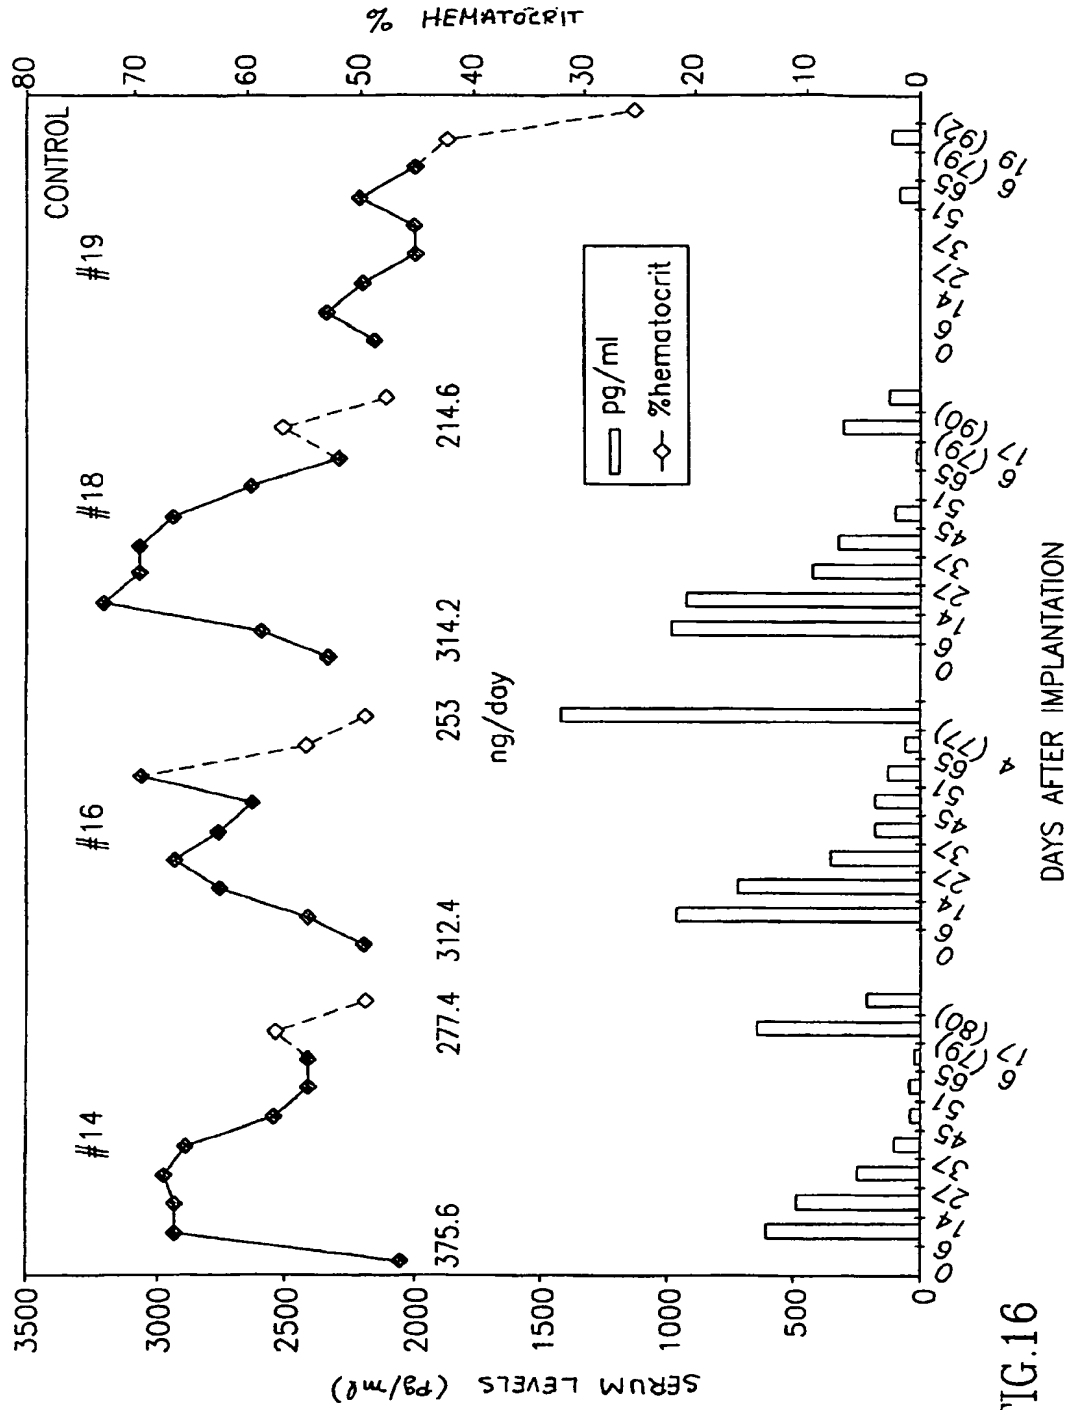 CONTROL
#14
#16
#18
#19
SERUM LEVELS (Pg/ml)
3500
3000
2500
2000
1500
1000
500
0
% HEMATOCRIT
80
70
60
50
40
30
20
10
0
375.6
277.4
312.4
253
314.2
214.6
ng/day
pg/ml
%hematocrit
0 6 14 27 37 45 51 65 (79) (80)
6 17
0 6 14 27 37 45 51 65 (77)
4
0 6 14 27 37 45 51 65 (79) (90)
6 17
0 6 14 27 37 51 65 (79) (92)
6 19
DAYS AFTER IMPLANTATION
FIG.16